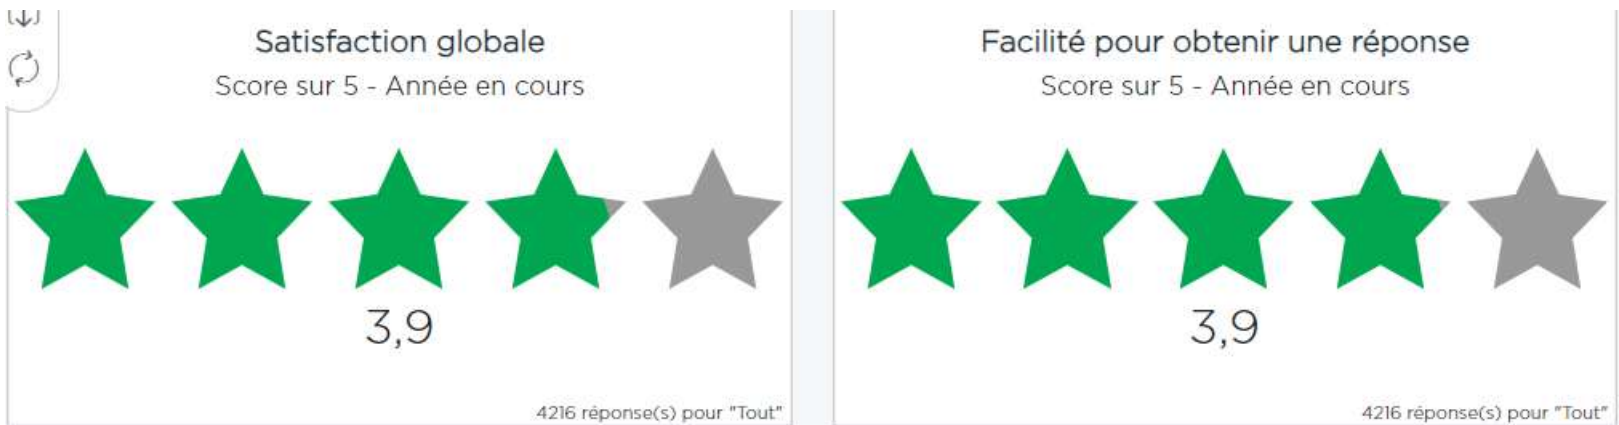 Satisfaction globale
Score sur 5 - Année en cours
3,9
4216 réponse(s) pour "Tout"
Facilité pour obtenir une réponse
Score sur 5 - Année en cours
3,9
4216 réponse(s) pour "Tout"